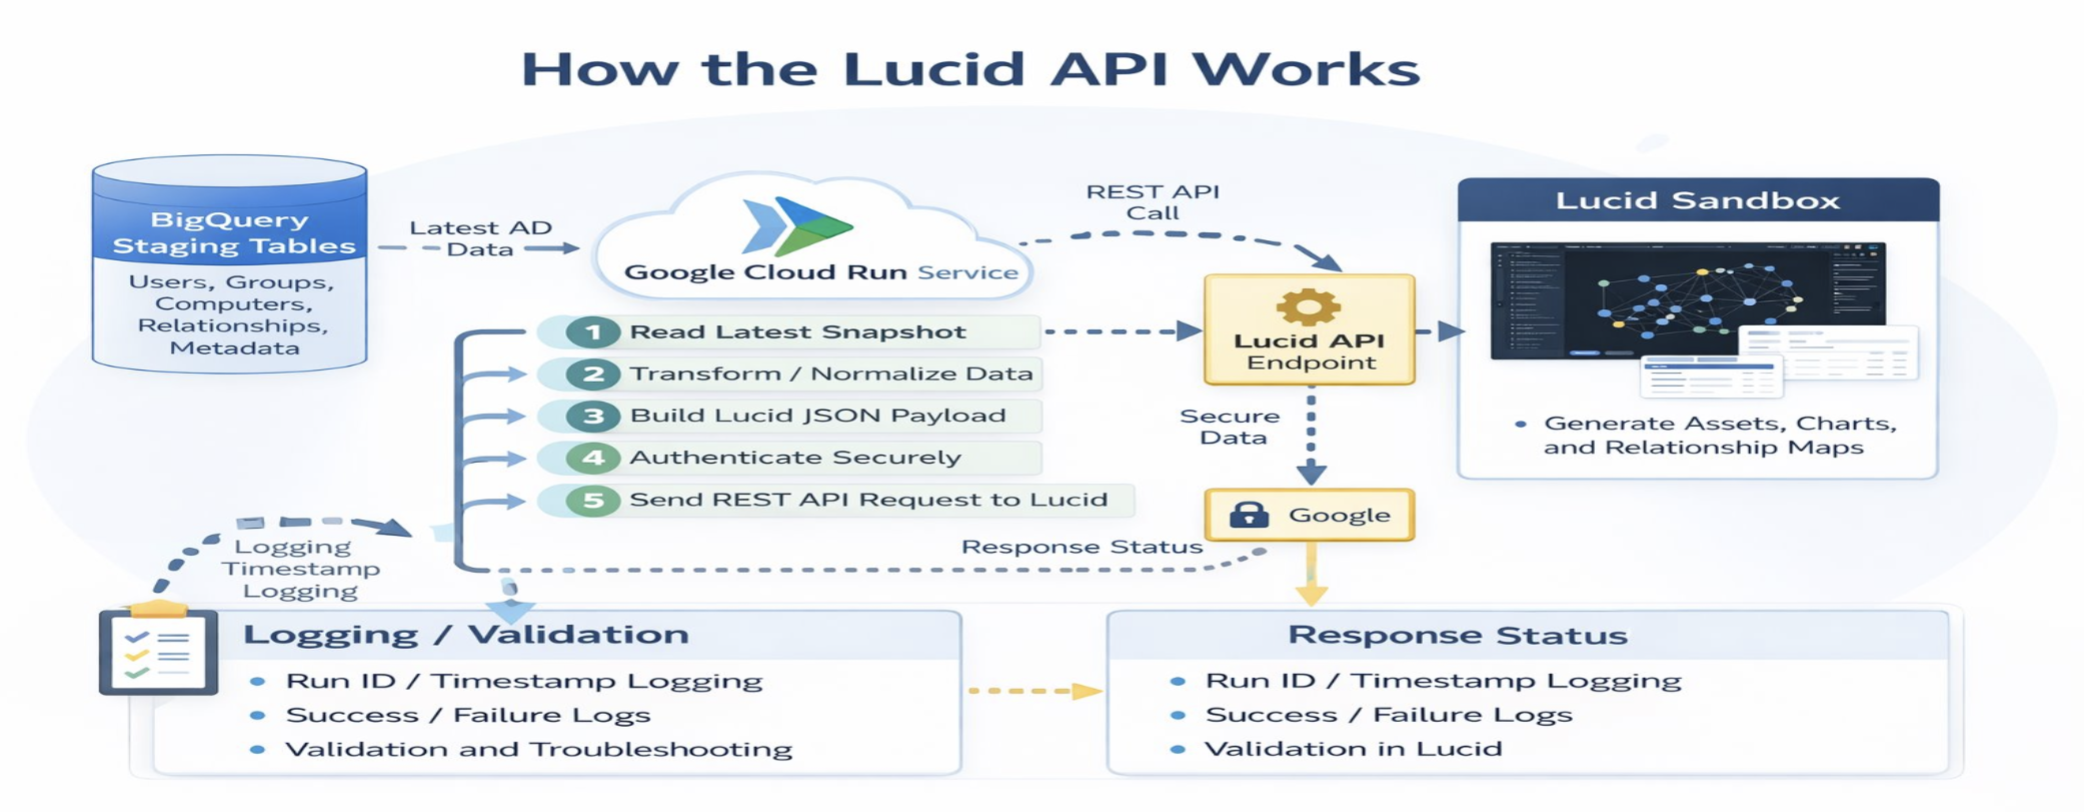 How the Lucid API Works
BigQuery
Staging Tables
Users, Groups,
Computers,
Relationships,
Metadata
Latest AD
Data
Google Cloud Run Service
REST API
Call
1 Read Latest Snapshot
2 Transform / Normalize Data
3 Build Lucid JSON Payload
4 Authenticate Securely
5 Send REST API Request to Lucid
Lucid API
Endpoint
Secure
Data
Google
Response Status
Lucid Sandbox
• Generate Assets, Charts,
and Relationship Maps
Logging
Timestamp
Logging
Logging / Validation
• Run ID / Timestamp Logging
• Success / Failure Logs
• Validation and Troubleshooting
Response Status
• Run ID / Timestamp Logging
• Success / Failure Logs
• Validation in Lucid